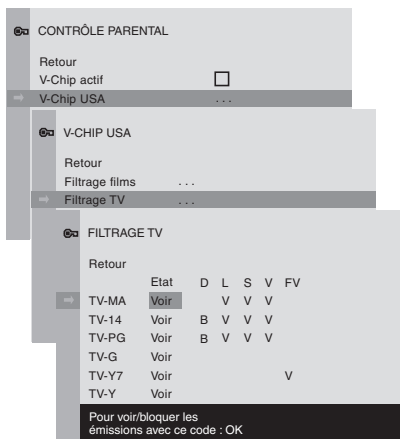 CONTRÔLE PARENTAL
Retour
V-Chip actif
V-Chip USA . . .
V-CHIP USA
Retour
Filtrage films . . .
Filtrage TV . . .
FILTRAGE TV
Retour
Etat D L S V FV
TV-MA Voir V V V
TV-14 Voir B V V V
TV-PG Voir B V V V
TV-G Voir
TV-Y7 Voir V
TV-Y Voir
Pour voir/bloquer les
émissions avec ce code : OK